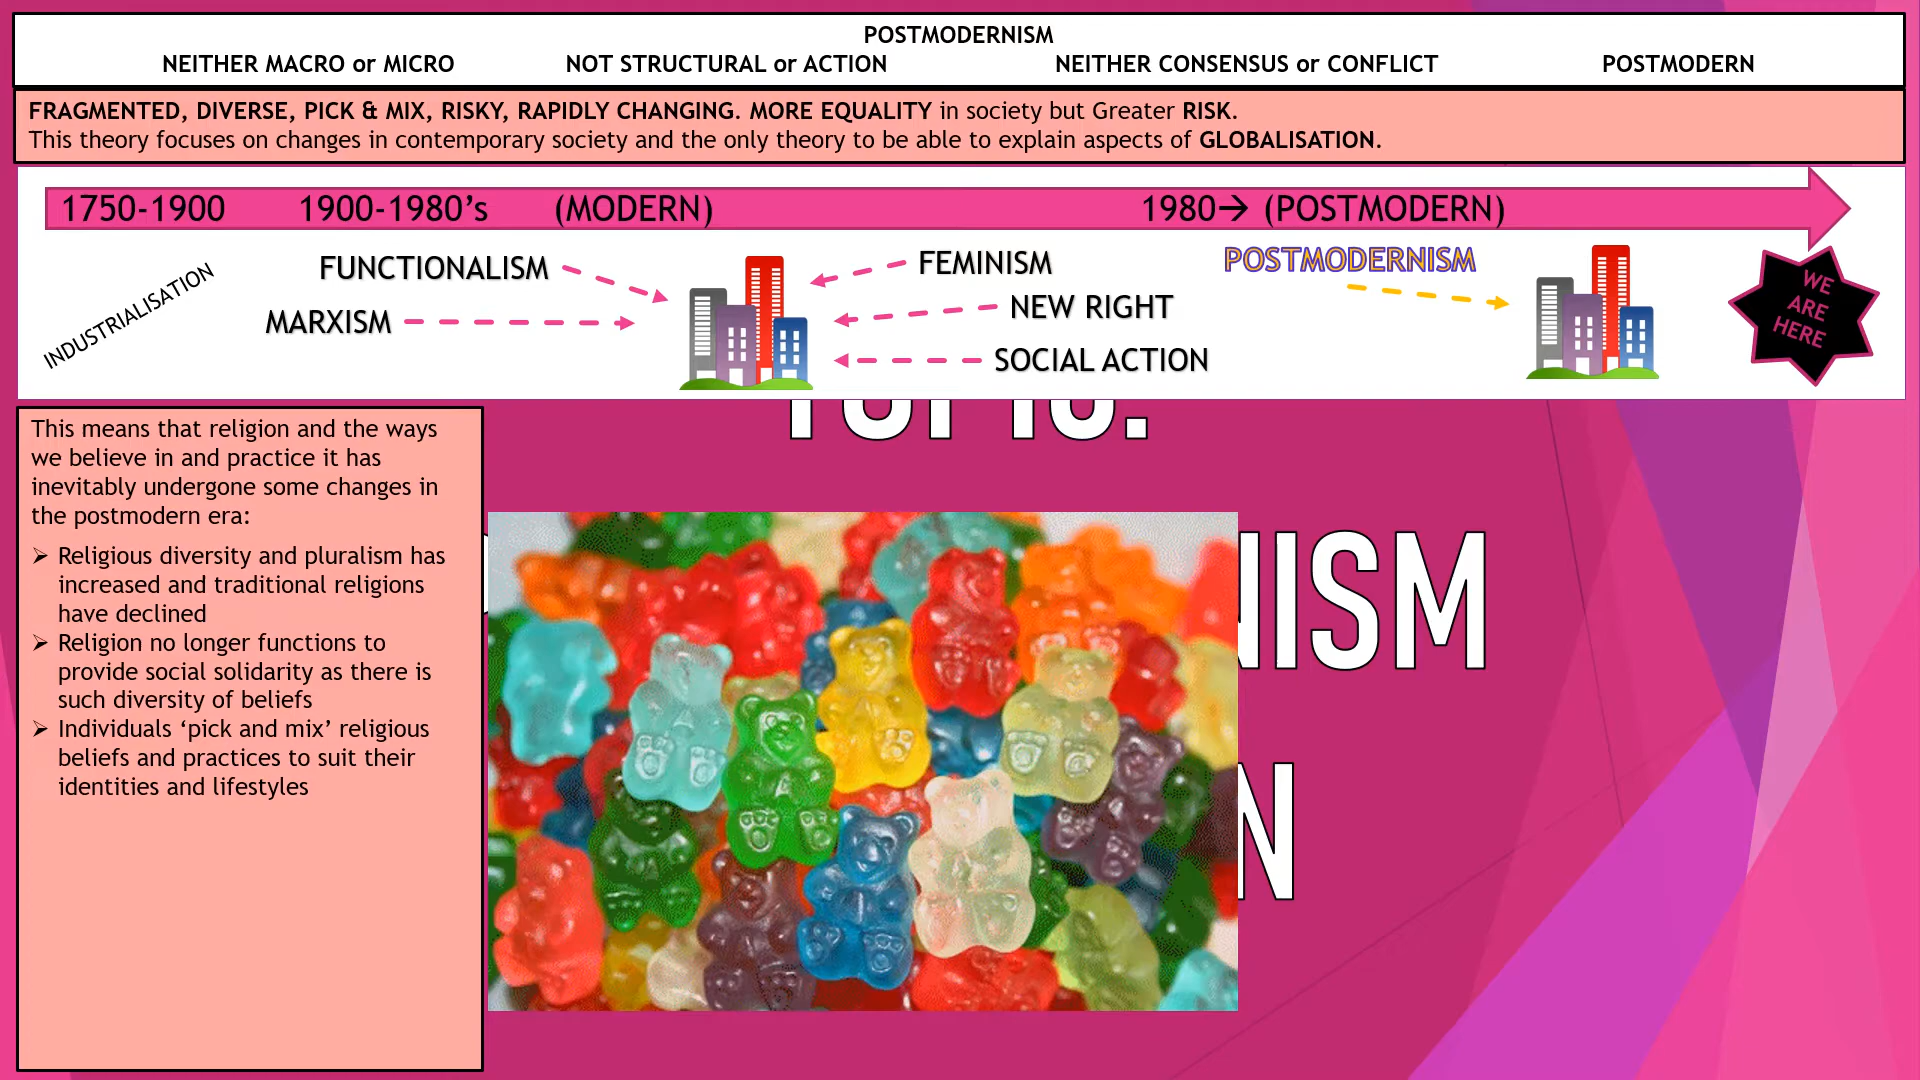 POSTMODERNISM
NEITHER MACRO or MICRO NOT STRUCTURAL or ACTION NEITHER CONSENSUS or CONFLICT POSTMODERN
FRAGMENTED, DIVERSE, PICK & MIX, RISKY, RAPIDLY CHANGING. MORE EQUALITY in society but Greater RISK.
This theory focuses on changes in contemporary society and the only theory to be able to explain aspects of GLOBALISATION.
1750-1900 1900-1980’s (MODERN) 1980→ (POSTMODERN)
INDUSTRIALISATION
FUNCTIONALISM
MARXISM
FEMINISM
NEW RIGHT
SOCIAL ACTION
POSTMODERNISM
WE
ARE
HERE
This means that religion and the ways
we believe in and practice it has
inevitably undergone some changes in
the postmodern era:
➢ Religious diversity and pluralism has
increased and traditional religions
have declined
➢ Religion no longer functions to
provide social solidarity as there is
such diversity of beliefs
➢ Individuals ‘pick and mix’ religious
beliefs and practices to suit their
identities and lifestyles
NISM
N